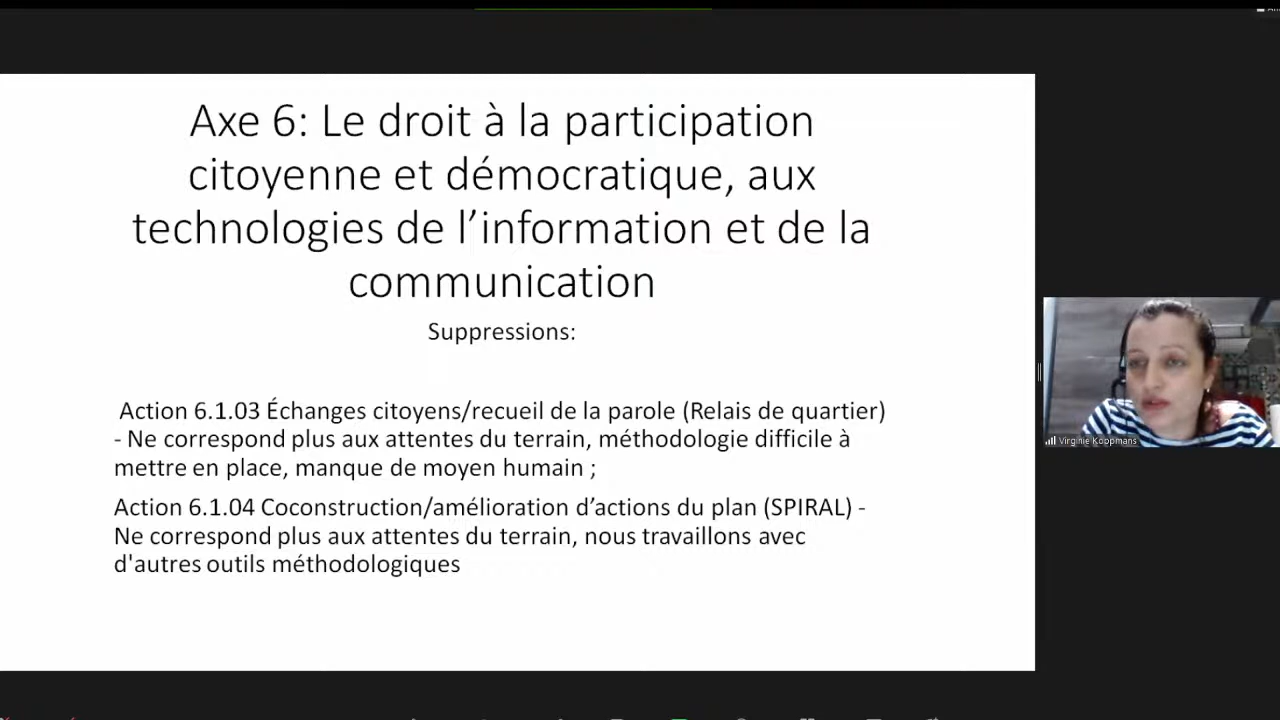 Axe 6: Le droit à la participation
citoyenne et démocratique, aux
technologies de l’information et de la
communication
Suppressions:
Action 6.1.03 Échanges citoyens/recueil de la parole (Relais de quartier)
- Ne correspond plus aux attentes du terrain, méthodologie difficile à
mettre en place, manque de moyen humain ;
Action 6.1.04 Coconstruction/amélioration d’actions du plan (SPIRAL) -
Ne correspond plus aux attentes du terrain, nous travaillons avec
d'autres outils méthodologiques
Virginie Koopmans